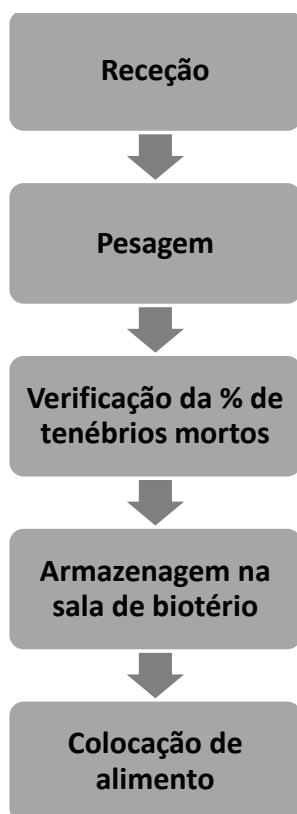 Receção
Pesagem
Verificação da % de
tenébrios mortos
Armazenagem na
sala de biotério
Colocação de
alimento